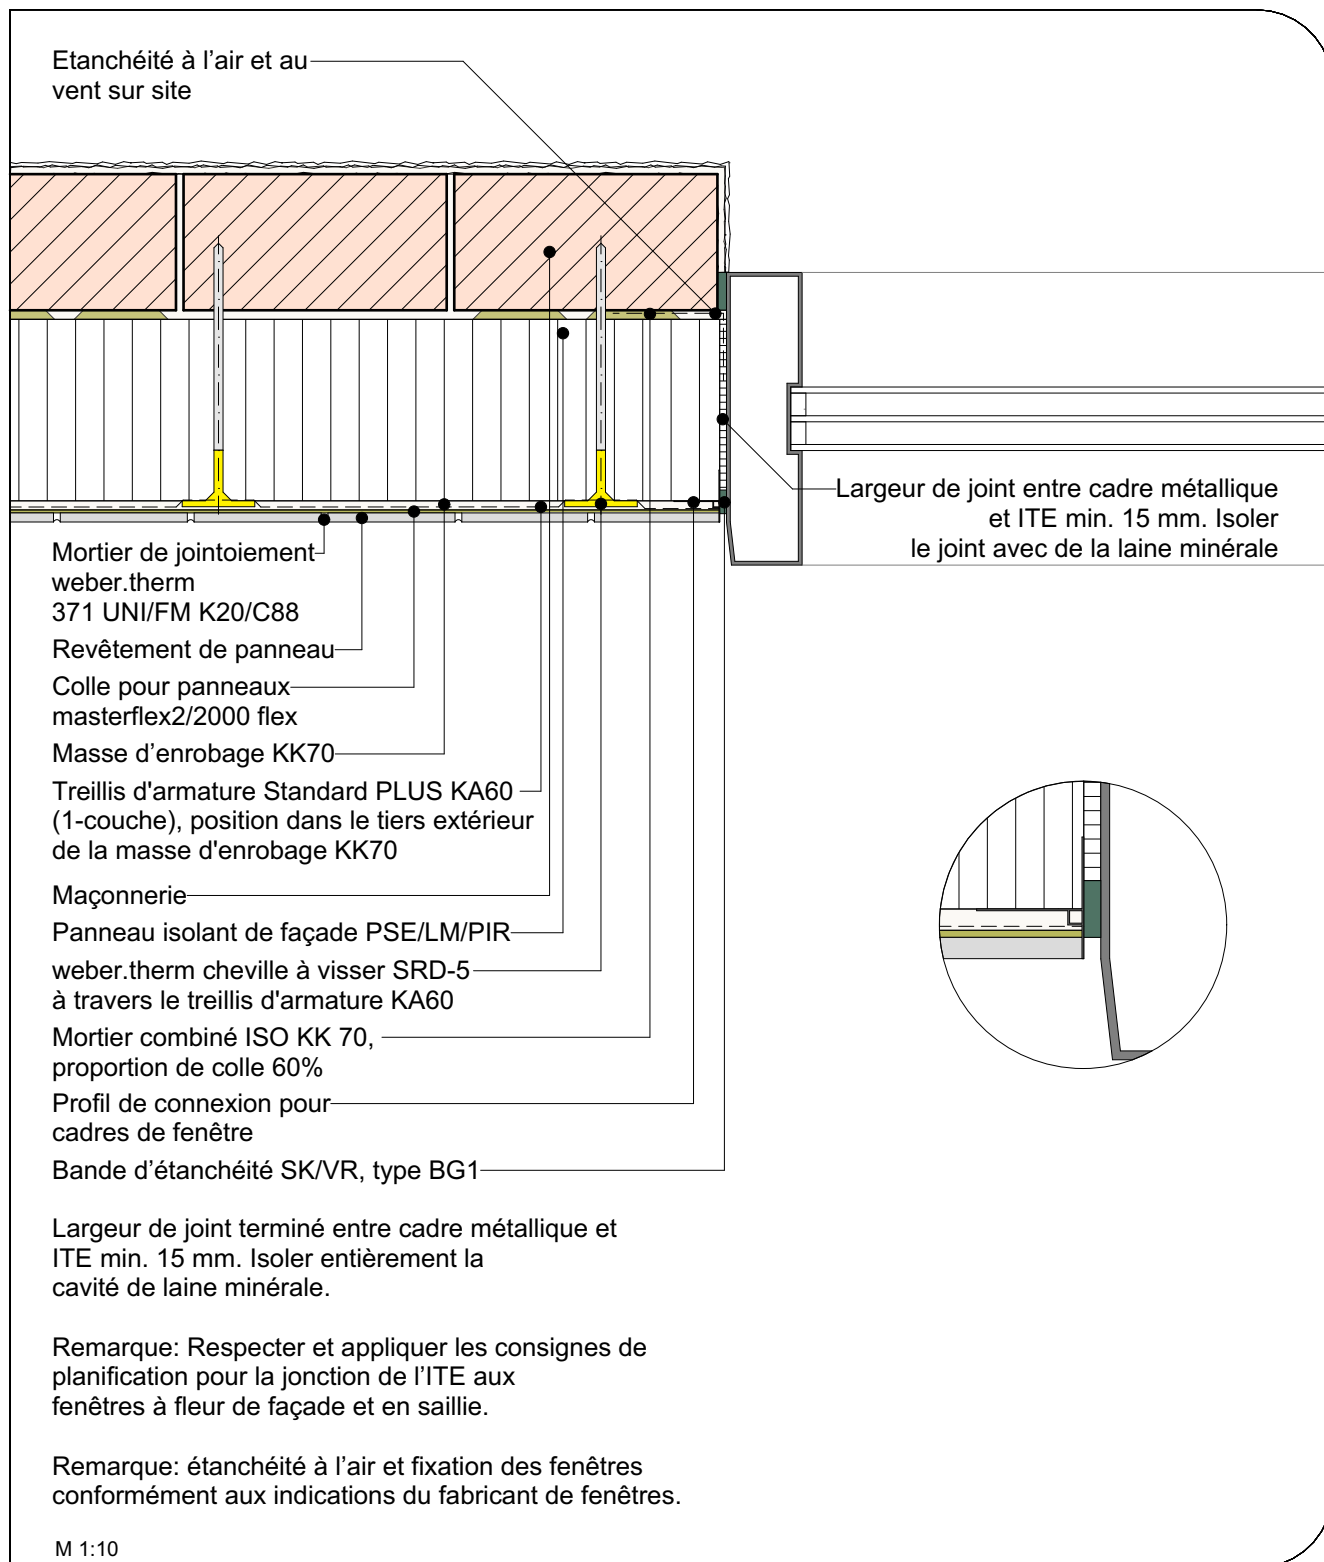 Etanchéité à l’air et au
vent sur site
Largeur de joint entre cadre métallique
et ITE min. 15 mm. Isoler
le joint avec de la laine minérale
Mortier de jointoiement
weber.therm
371 UNI/FM K20/C88
Revêtement de panneau
Colle pour panneaux
masterflex2/2000 flex
Masse d’enrobage KK70
Treillis d'armature Standard PLUS KA60
(1-couche), position dans le tiers extérieur
de la masse d'enrobage KK70
Maçonnerie
Panneau isolant de façade PSE/LM/PIR
weber.therm cheville à visser SRD-5
à travers le treillis d'armature KA60
Mortier combiné ISO KK 70,
proportion de colle 60%
Profil de connexion pour
cadres de fenêtre
Bande d’étanchéité SK/VR, type BG1
Largeur de joint terminé entre cadre métallique et
ITE min. 15 mm. Isoler entièrement la
cavité de laine minérale.
Remarque: Respecter et appliquer les consignes de
planification pour la jonction de l’ITE aux
fenêtres à fleur de façade et en saillie.
Remarque: étanchéité à l’air et fixation des fenêtres
conformément aux indications du fabricant de fenêtres.
M 1:10